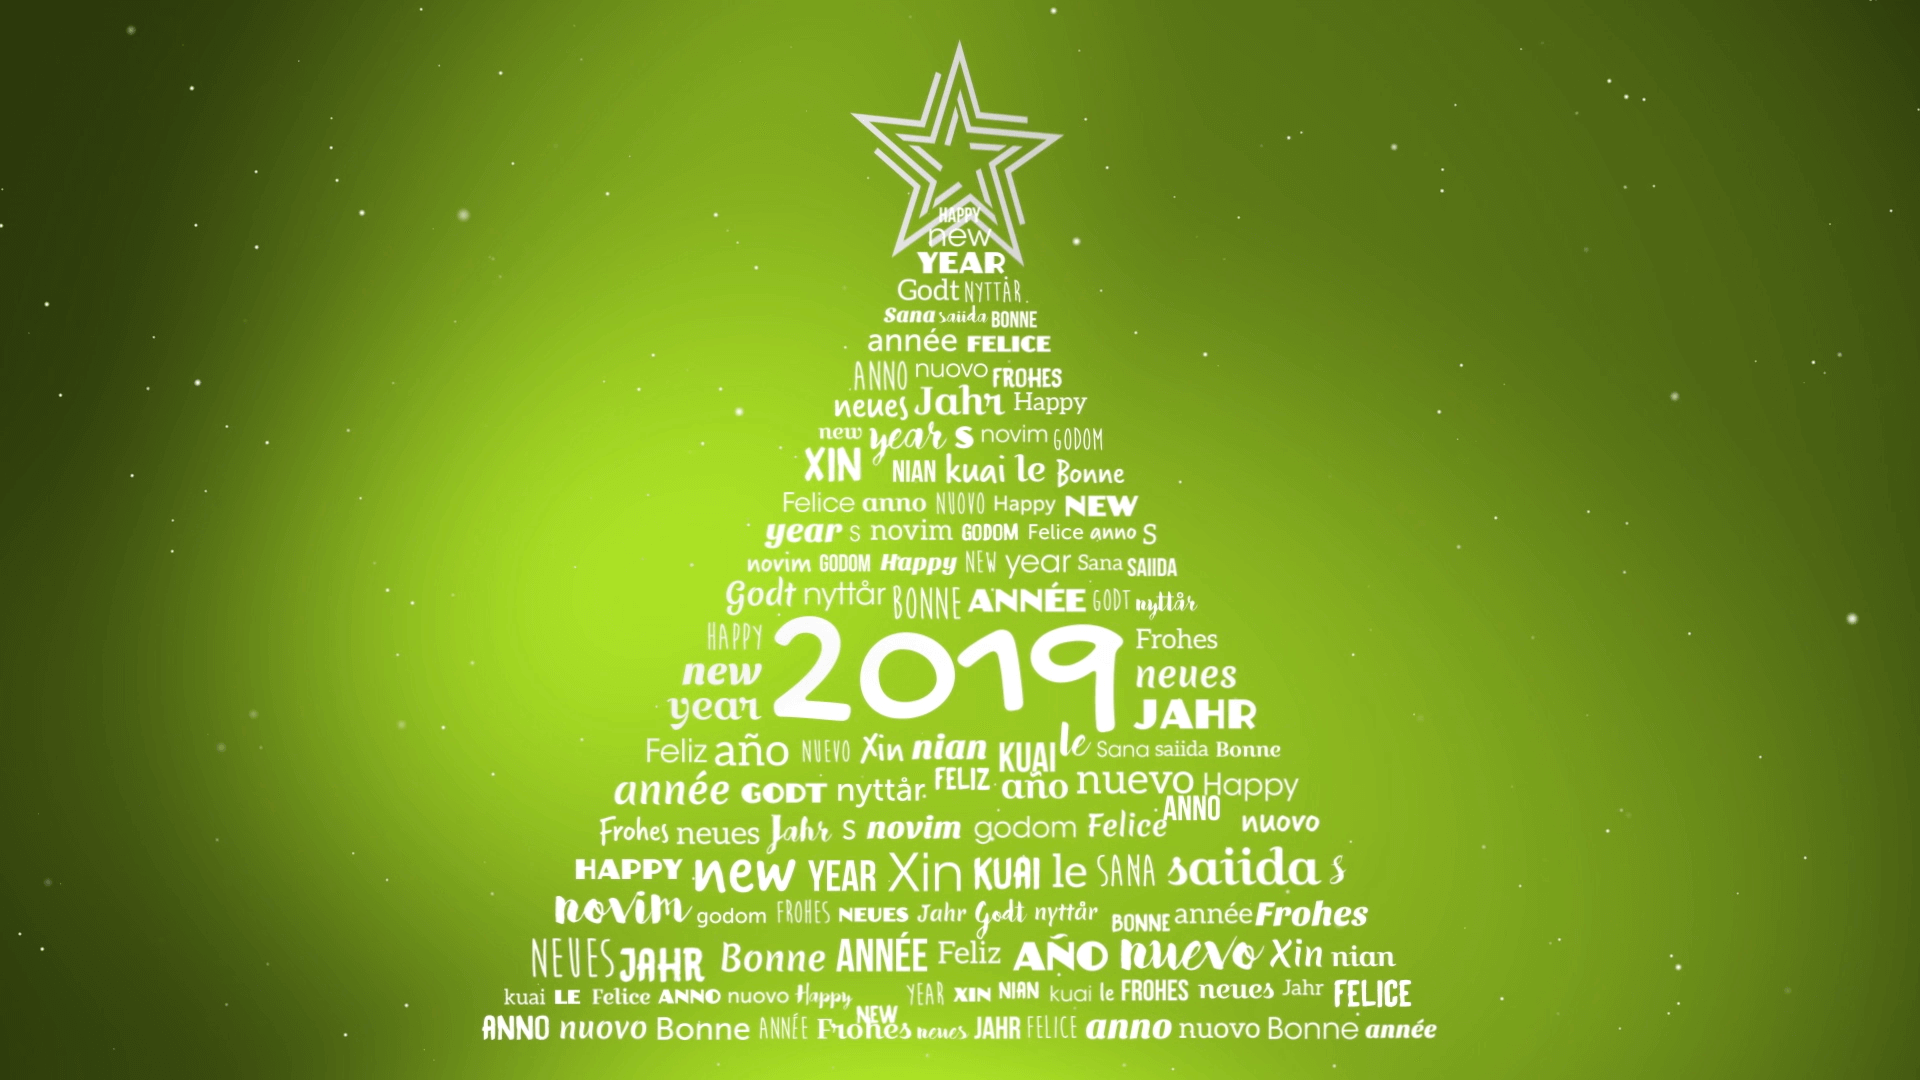 HAPPY
new
YEAR
Godt NYTTÅR.
Sana saiida BONNE
année FELICE
ANNO nuovo FROHES
neues Jahr Happy
new year s novim GODOM
XIN NIAN kuai le Bonne
Felice anno NUOVO Happy NEW
year s novim GODOM Felice anno S
novim GODOM Happy NEW year Sana SAIIDA
Godt nyttår BONNE ANNÉE GODT nyttår
HAPPY
new
year
2019
Frohes
neues
JAHR
Feliz año NUEVO Xin nian KUAI le Sana saiida Bonne
année GODT nyttår. FELIZ año nuevo Happy
Frohes neues Jahr s novim godom Felice ANNO nuovo
HAPPY new YEAR Xin KUAI le SANA saiida s
novim godom FROHES NEUES Jahr Godt nyttår BONNE année Frohes
NEUES JAHR Bonne ANNÉE Feliz AÑO nuevo Xin nian
kuai LE Felice ANNO nuovo Happy NEW YEAR XIN NIAN kuai le FROHES neues Jahr FELICE
ANNO nuovo Bonne ANNÉE Frohes neues JAHR FELICE anno nuovo Bonne année